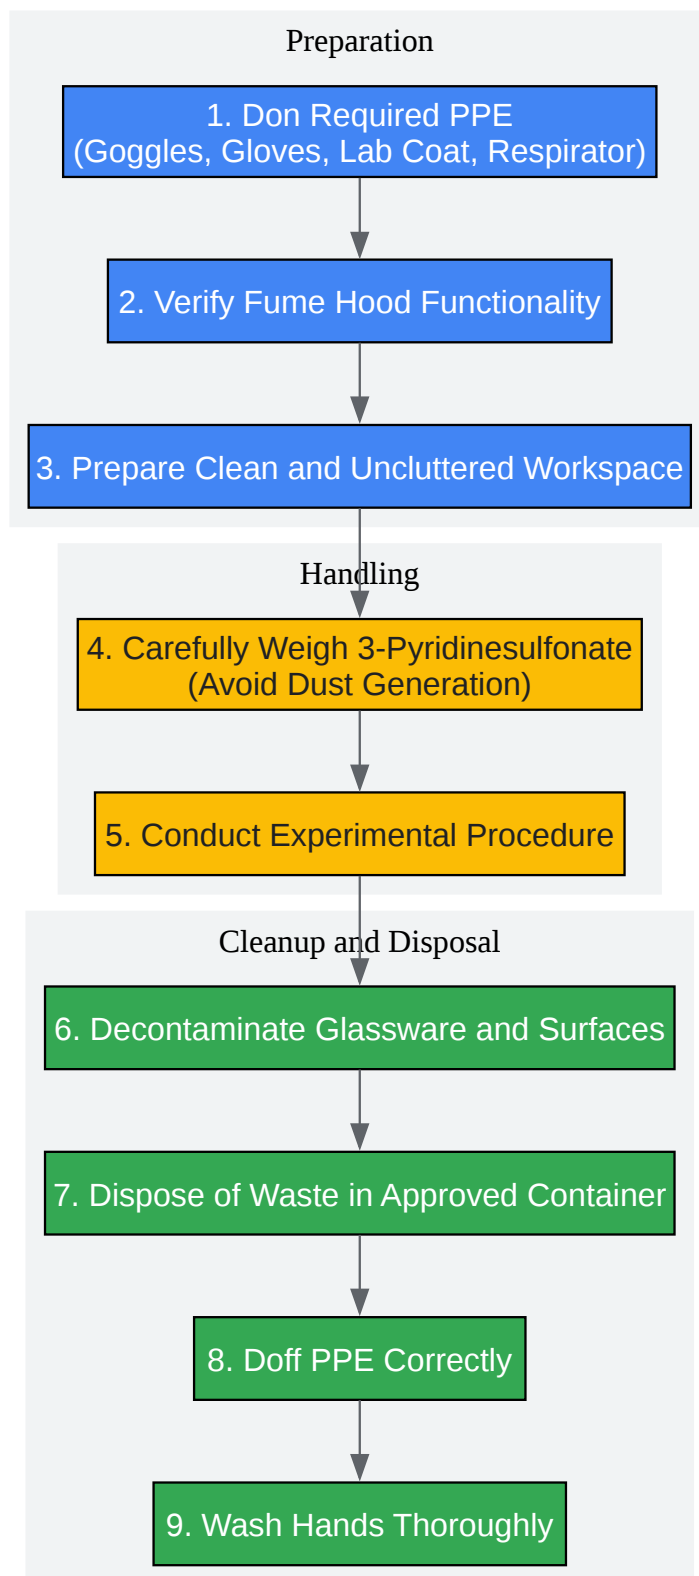 Preparation
1. Don Required PPE
(Goggles, Gloves, Lab Coat, Respirator)
2. Verify Fume Hood Functionality
3. Prepare Clean and Uncluttered Workspace
Handling
4. Carefully Weigh 3-Pyridinesulfonate
(Avoid Dust Generation)
5. Conduct Experimental Procedure
Cleanup and Disposal
6. Decontaminate Glassware and Surfaces
7. Dispose of Waste in Approved Container
8. Doff PPE Correctly
9. Wash Hands Thoroughly